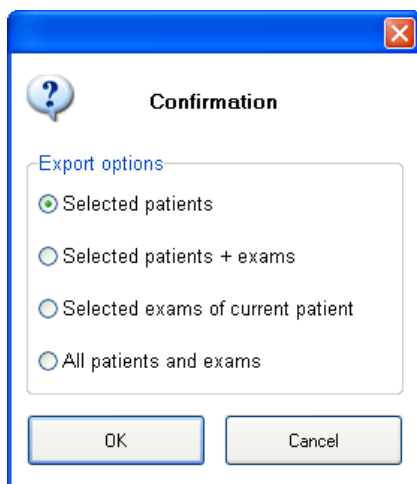 Confirmation
Export options
Selected patients
Selected patients + exams
Selected exams of current patient
All patients and exams
OK
Cancel